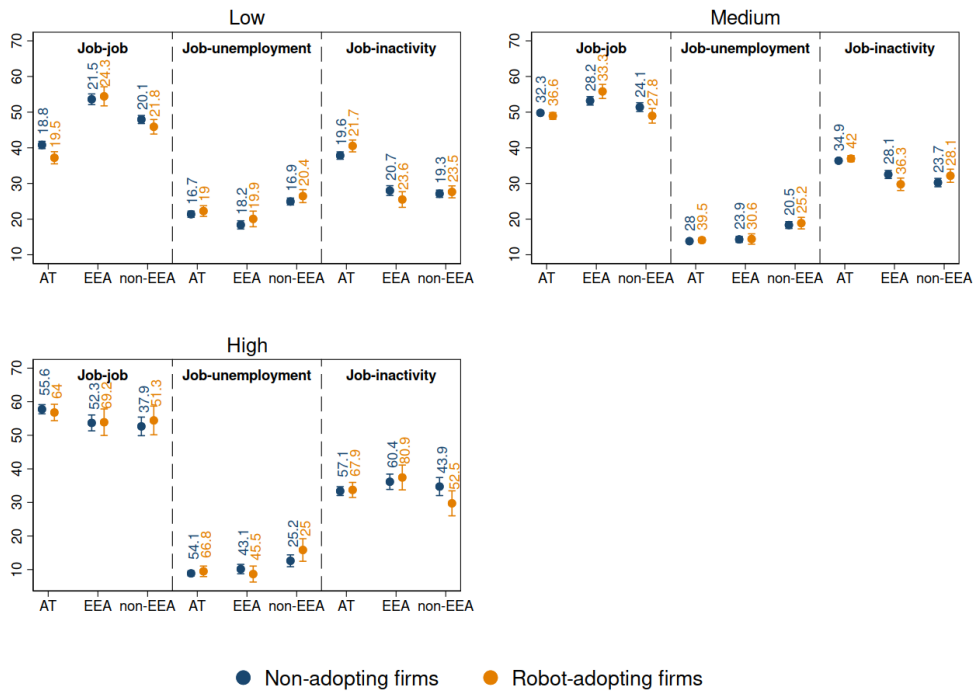 Low
Job-job Job-unemployment Job-inactivity
70
60
50
40
30
20
10
18.8 19.5 21.5 24.3 20.1 21.8 16.7 19 18.2 19.9 16.9 20.4 19.6 21.7 20.7 23.6 19.3 23.5
AT EEA non-EEA AT EEA non-EEA AT EEA non-EEA
Medium
Job-job Job-unemployment Job-inactivity
70
60
50
40
30
20
10
32.3 36.6 28.2 33.3 24.1 27.8 28 39.5 23.9 30.6 20.5 25.2 34.9 42 28.1 36.3 23.7 28.1
AT EEA non-EEA AT EEA non-EEA AT EEA non-EEA
High
Job-job Job-unemployment Job-inactivity
70
60
50
40
30
20
10
55.6 64 52.3 69.2 37.9 51.3 54.1 66.8 43.1 45.5 25.2 25 57.1 67.9 60.4 80.9 43.9 52.5
AT EEA non-EEA AT EEA non-EEA AT EEA non-EEA
Non-adopting firms Robot-adopting firms